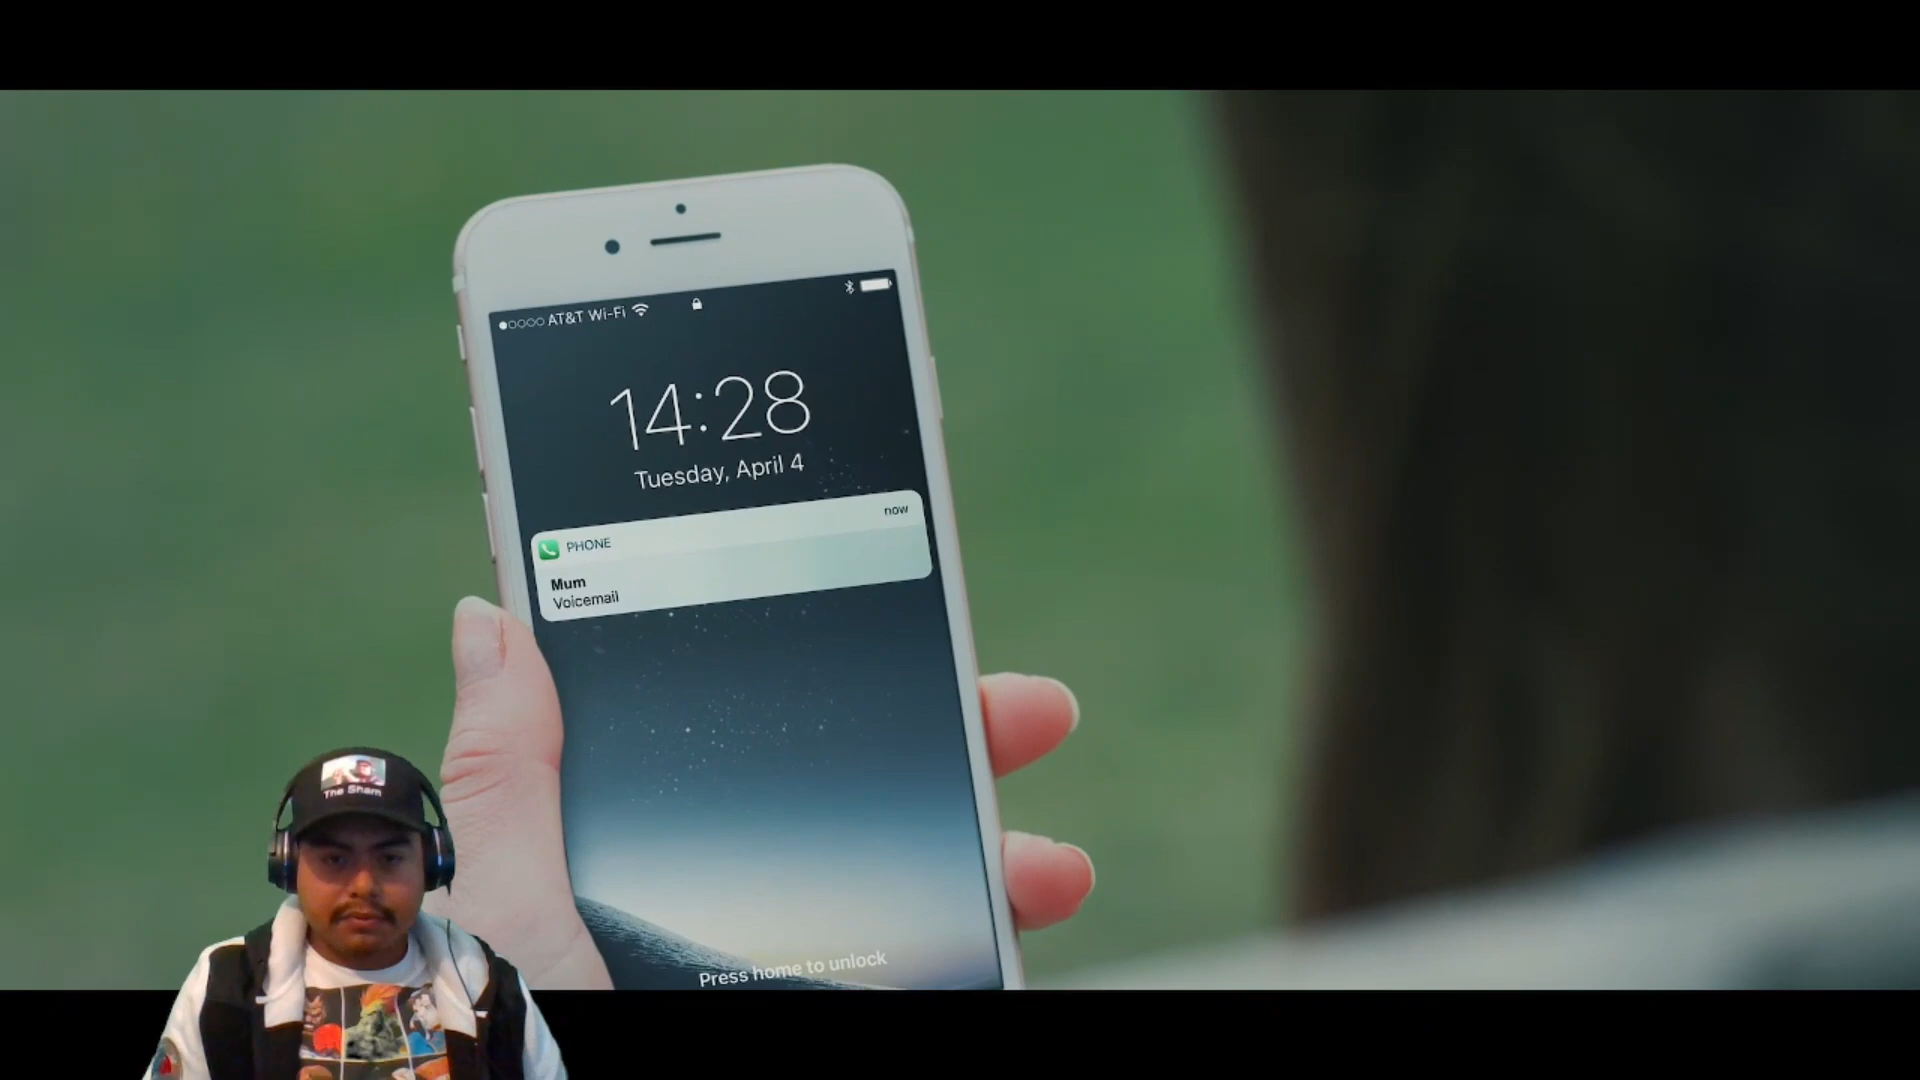 AT&T Wi-Fi
14:28
Tuesday, April 4
PHONE
now
Mum
Voicemail
Press home to unlock
The Sham